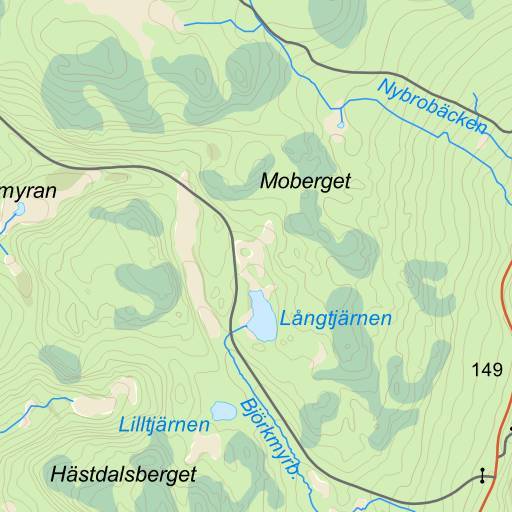 Nybrobäcken
Moberget
myran
Långtjärnen
149
Lilltjärnen
Björkmyrb.
Hästdalsberget